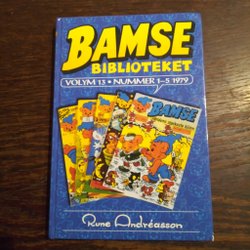 BAMSE
BIBLIOTEKET
VOLYM 13 • NUMMER 1–5 1979
BAMSE
Rune Andréasson